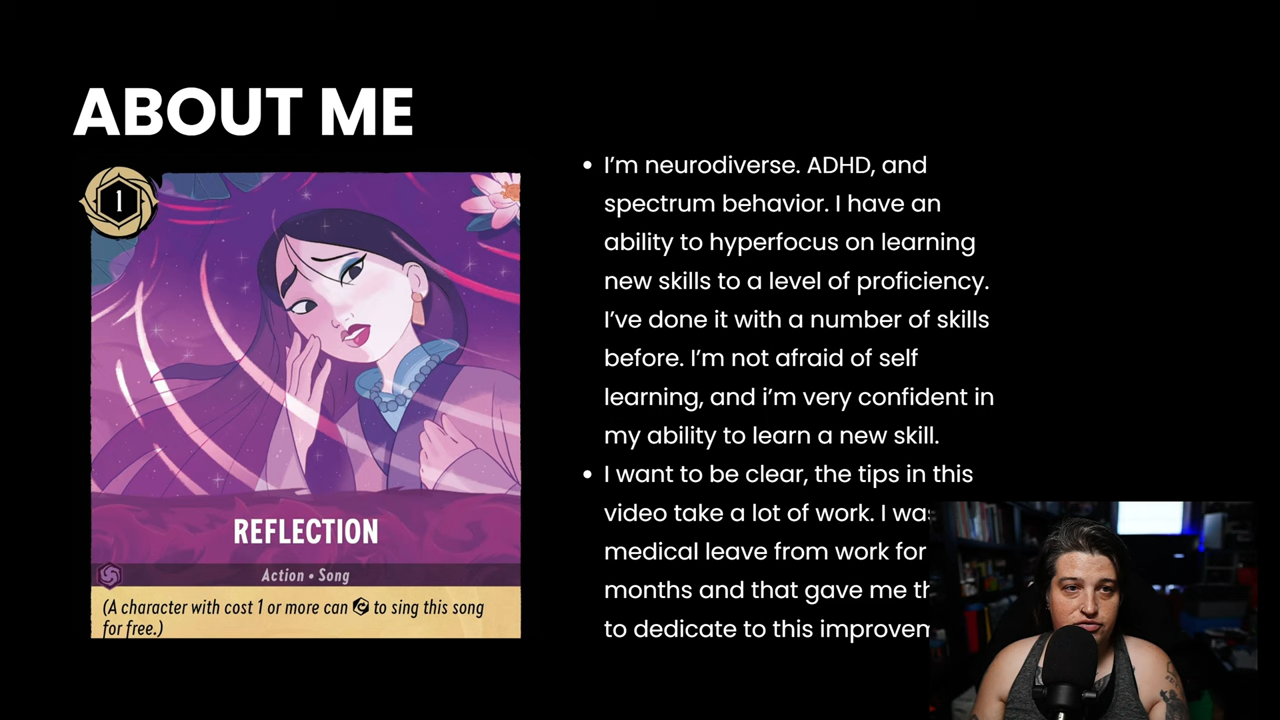 ABOUT ME
1
REFLECTION
Action • Song
(A character with cost 1 or more can to sing this song
for free.)
• I'm neurodiverse. ADHD, and
spectrum behavior. I have an
ability to hyperfocus on learning
new skills to a level of proficiency.
I've done it with a number of skills
before. I'm not afraid of self
learning, and i'm very confident in
my ability to learn a new skill.
• I want to be clear, the tips in this
video take a lot of work. I was
medical leave from work for
months and that gave me
to dedicate to this